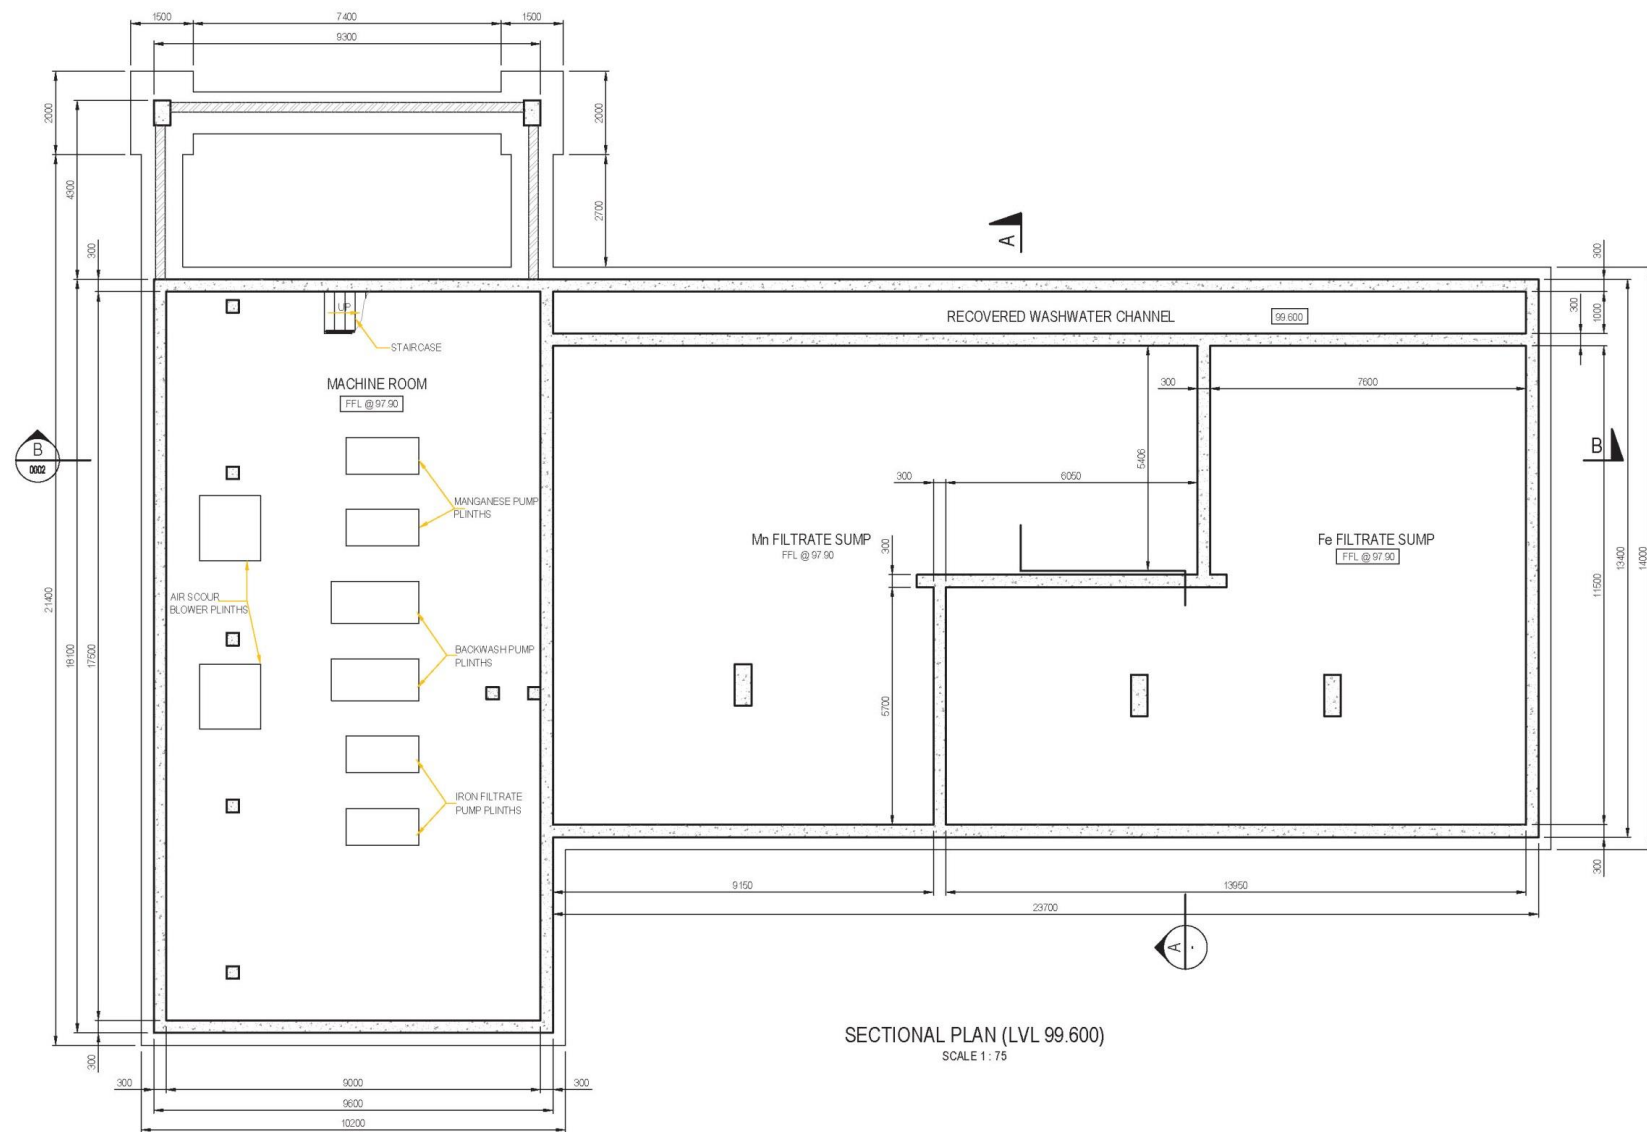 1500
7400
1500
9300
2000
4300
2000
2700
300
A
300
300
1000
UP
RECOVERED WASHWATER CHANNEL
99.600
STAIRCASE
MACHINE ROOM
FFL @ 97.90
300
7600
B
0002
B
5406
300
6050
MANGANESE PUMP
PLINTHS
Mn FILTRATE SUMP
FFL @ 97.90
300
Fe FILTRATE SUMP
FFL @ 97.90
13400
14000
11500
21400
18100
17500
AIR SCOUR
BLOWER PLINTHS
BACKWASH PUMP
PLINTHS
5700
IRON FILTRATE
PUMP PLINTHS
300
9150
13950
23700
A
SECTIONAL PLAN (LVL 99.600)
SCALE 1 : 75
300
300
9000
300
9600
10200